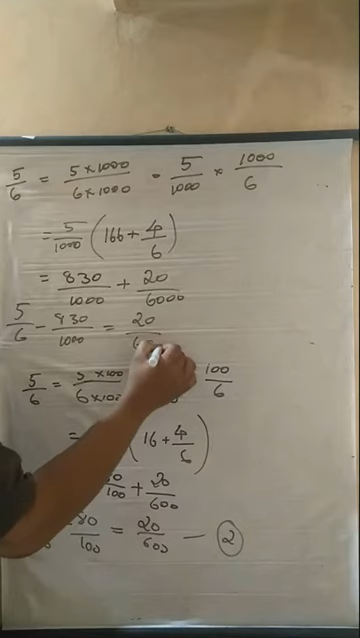 5/6 = 5×1000/6×1000 = 5/1000 × 1000/6
= 5/1000 (166 + 4/6)
= 830/1000 + 20/6000
5/6 - 830/1000 = 20/
5/6 = 5×100/6×100 100/6
= (16 + 4/6)
/100 + 20/600
80/100 = 20/600 — 2